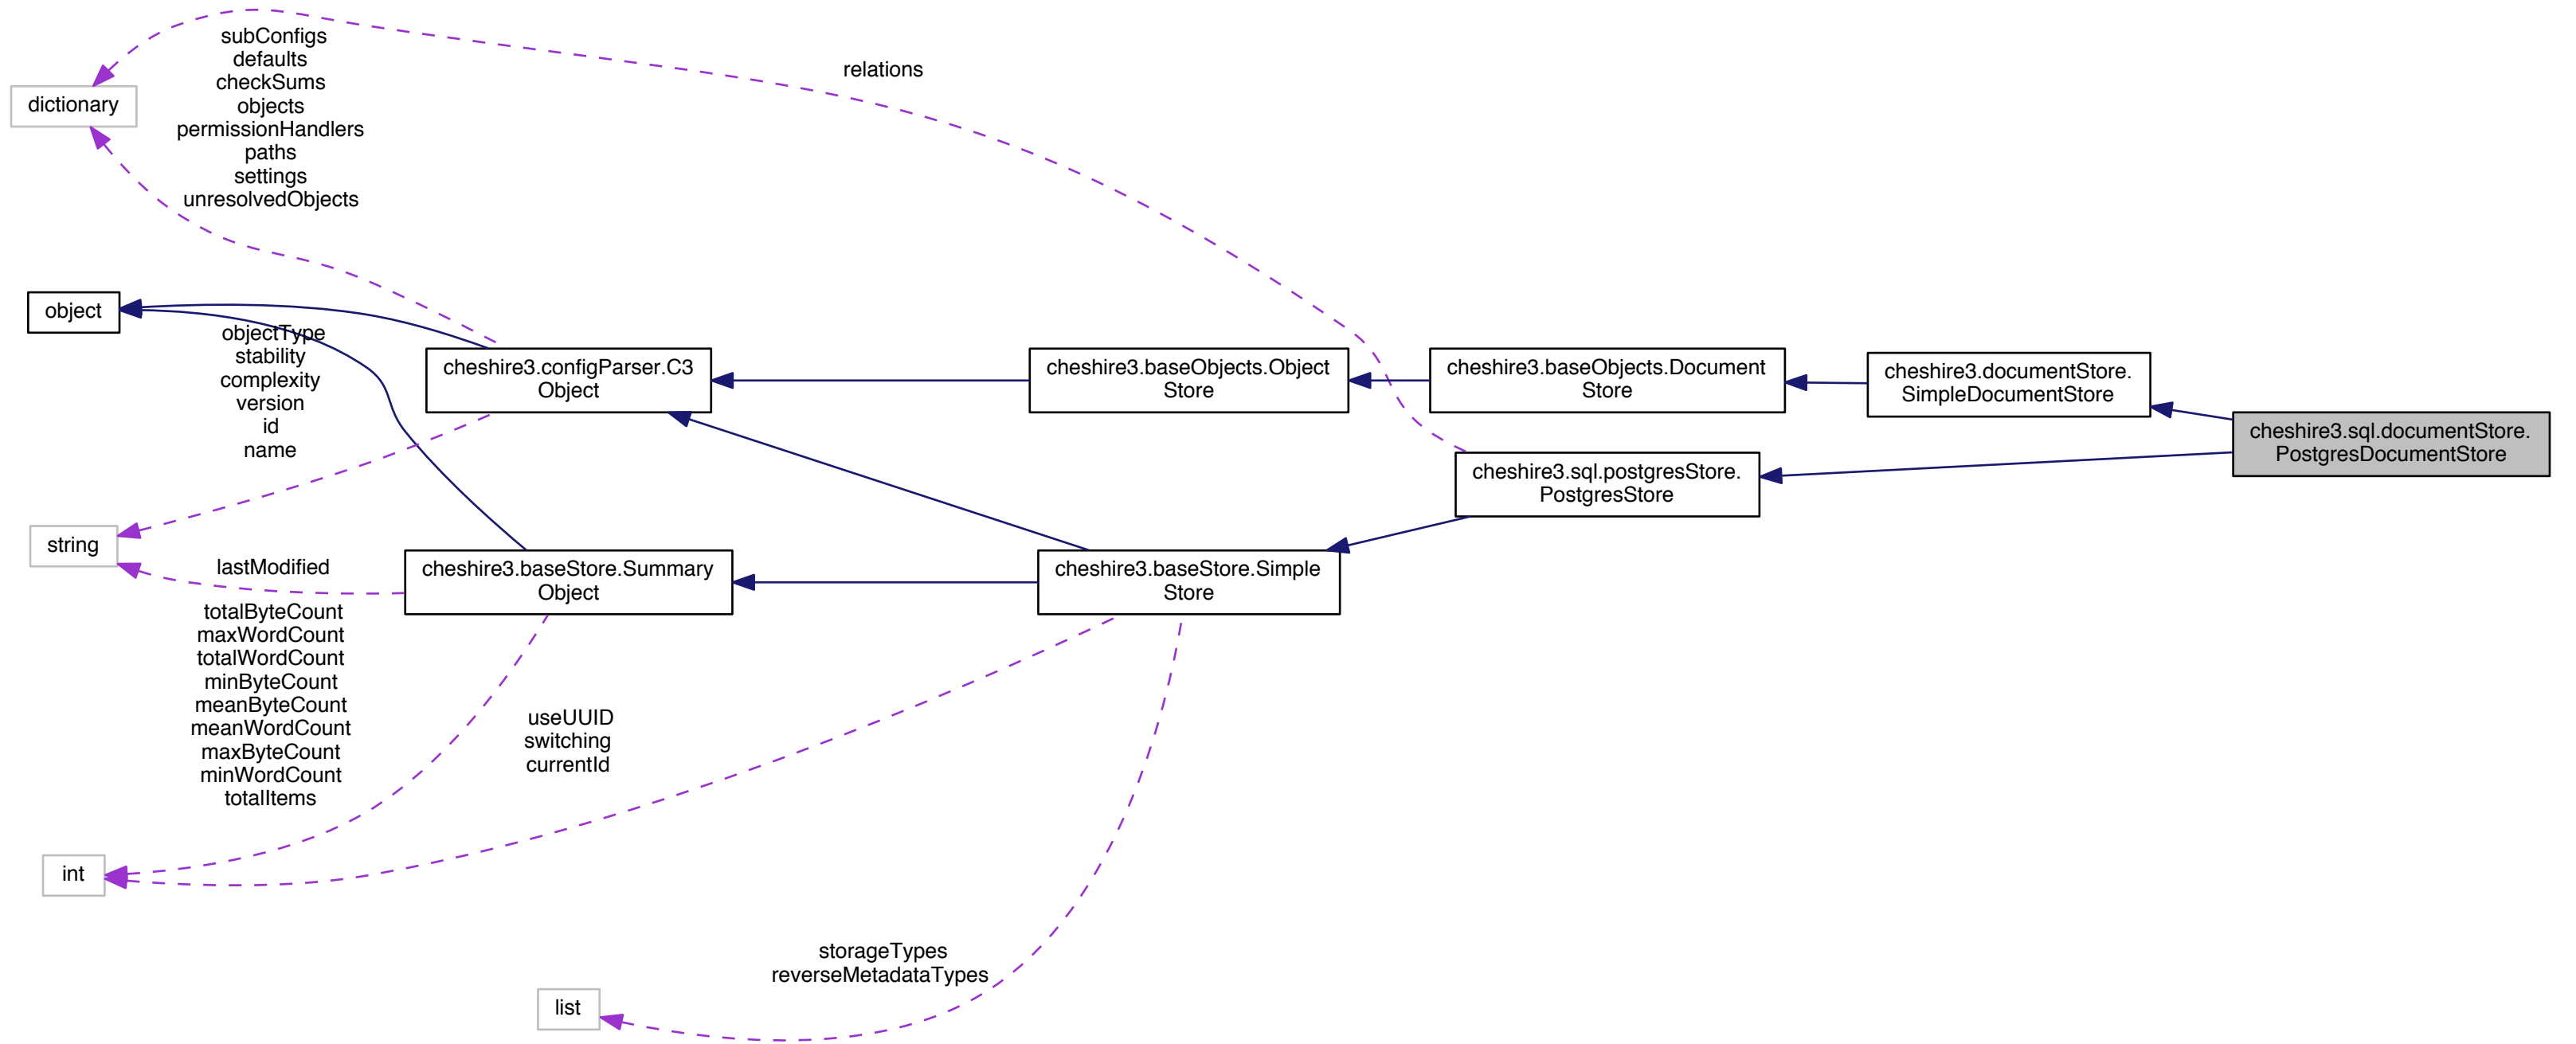 subConfigs
defaults
checkSums
objects
permissionHandlers
paths
settings
unresolvedObjects
relations
dictionary
object
objectType
stability
complexity
version
id
name
cheshire3.configParser.C3
Object
cheshire3.baseObjects.Object
Store
cheshire3.baseObjects.Document
Store
cheshire3.documentStore.
SimpleDocumentStore
cheshire3.sql.documentStore.
PostgresDocumentStore
cheshire3.sql.postgresStore.
PostgresStore
string
lastModified
cheshire3.baseStore.Summary
Object
cheshire3.baseStore.Simple
Store
totalByteCount
maxWordCount
totalWordCount
minByteCount
meanByteCount
meanWordCount
maxByteCount
minWordCount
totalItems
useUUID
switching
currentId
int
storageTypes
reverseMetadataTypes
list